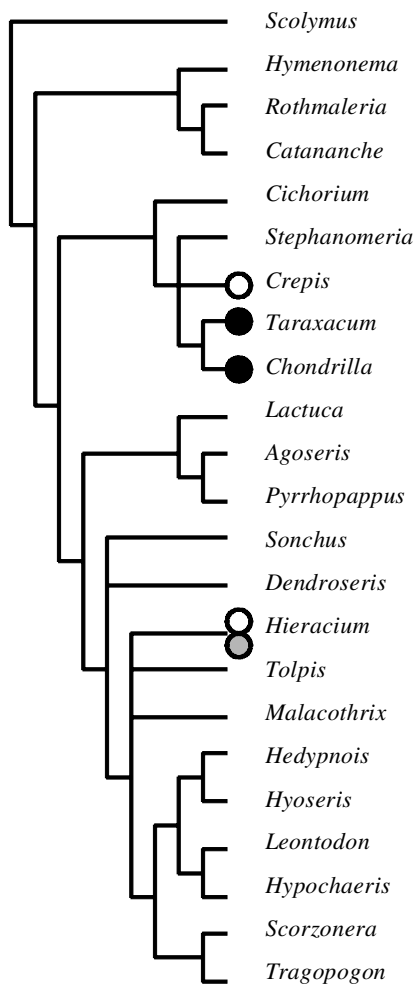 Scolymus
Hymenonema
Rothmaleria
Catananche
Cichorium
Stephanomeria
Crepis
Taraxacum
Chondrilla
Lactuca
Agoseris
Pyrrhopappus
Sonchus
Dendroseris
Hieracium
Tolpis
Malacothrix
Hedypnois
Hyoseris
Leontodon
Hypochaeris
Scorzonera
Tragopogon